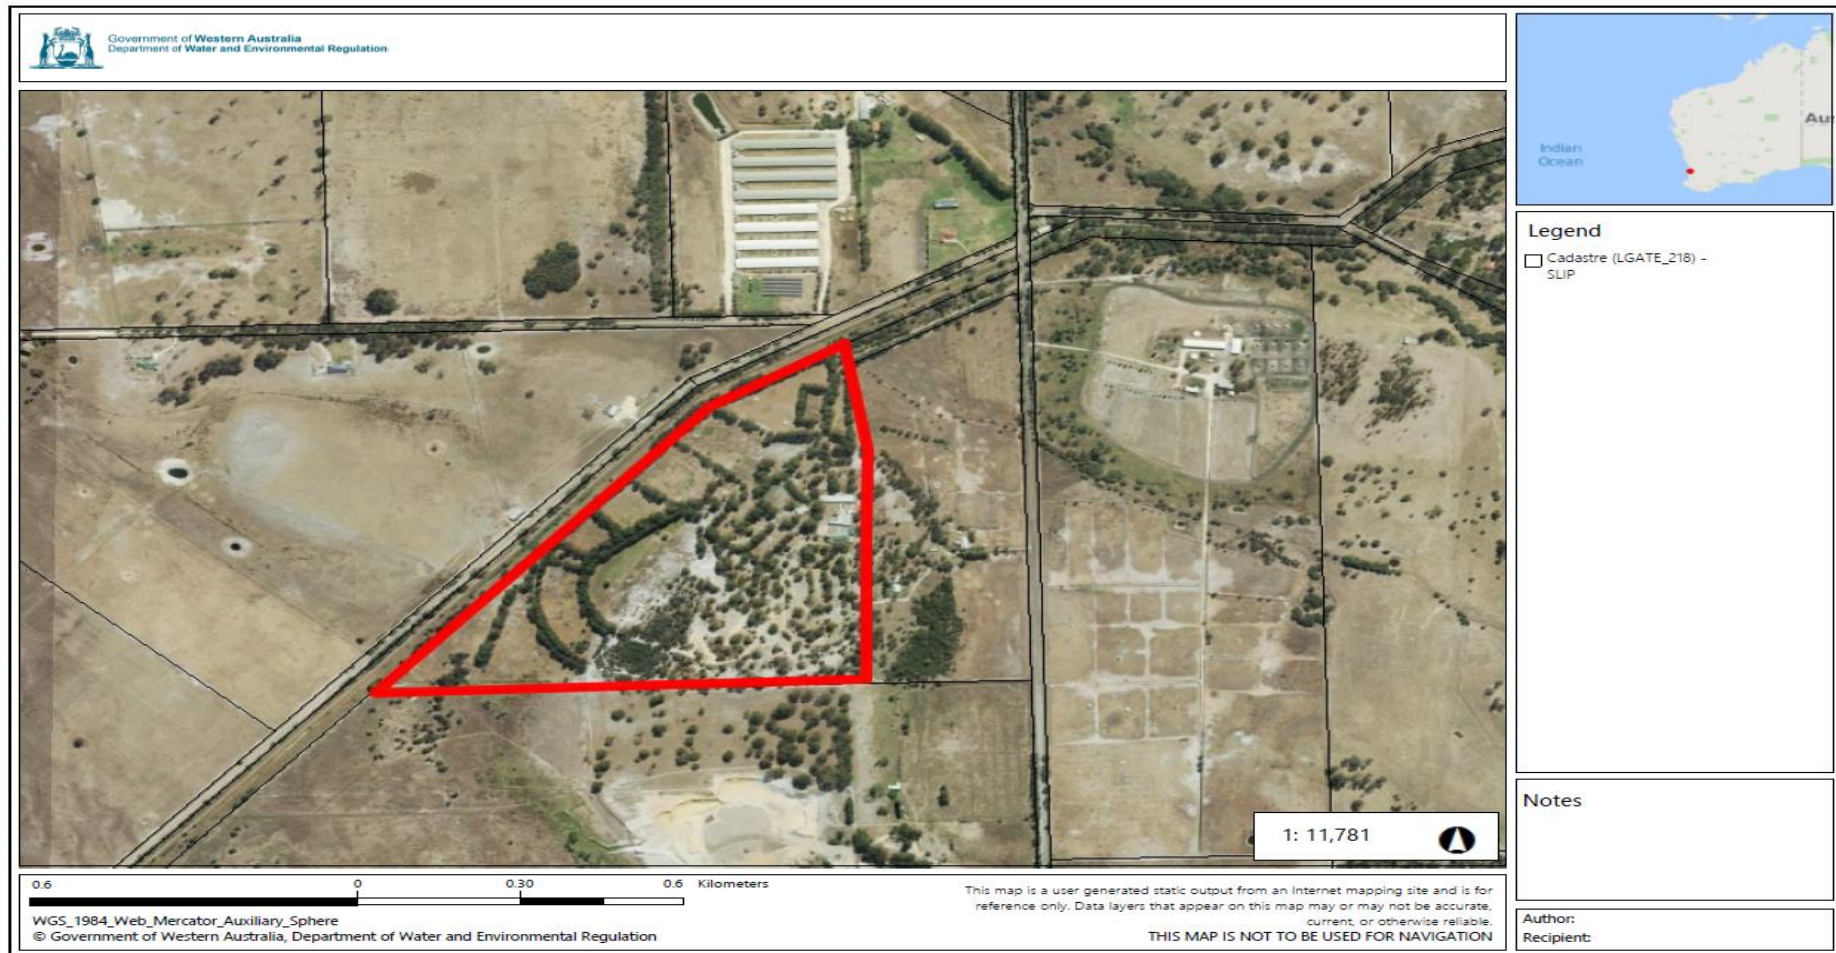 Government of Western Australia
Department of Water and Environmental Regulation
Indian
Ocean
Aus
Legend
Cadastre (LGATE_218) -
SLIP
Notes
1: 11,781
0.6
0
0.30
0.6 Kilometers
WGS_1984_Web_Mercator_Auxiliary_Sphere
© Government of Western Australia, Department of Water and Environmental Regulation
This map is a user generated static output from an Internet mapping site and is for
reference only. Data layers that appear on this map may or may not be accurate,
current, or otherwise reliable.
THIS MAP IS NOT TO BE USED FOR NAVIGATION
Author:
Recipient: